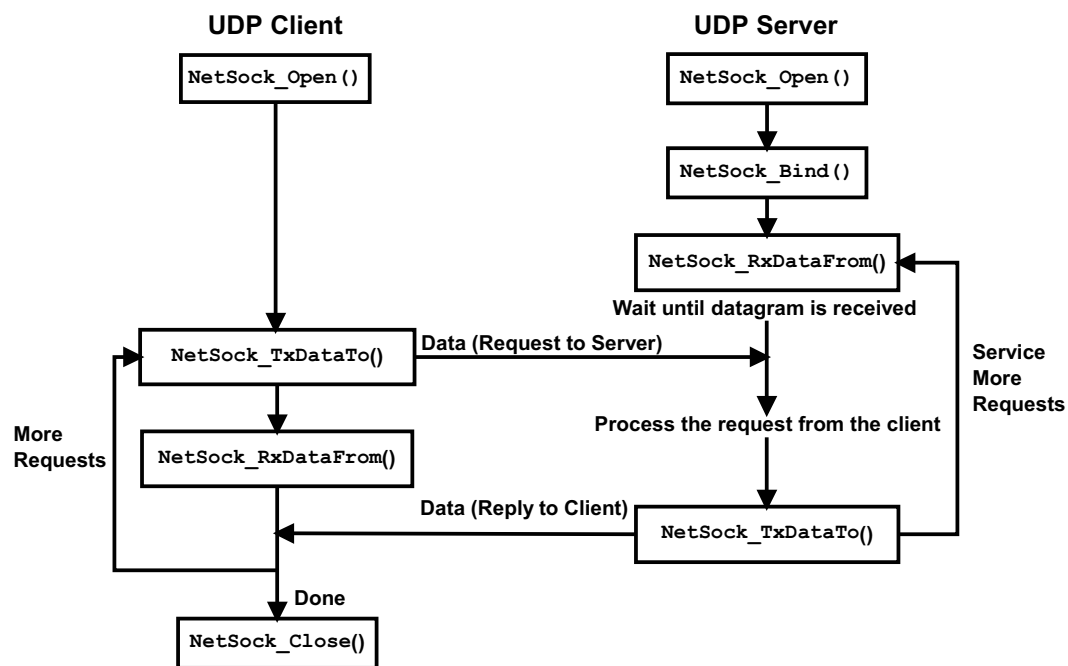 UDP Client
UDP Server
NetSock_Open()
NetSock_Open()
NetSock_Bind()
NetSock_RxDataFrom()
Wait until datagram is received
NetSock_TxDataTo()
Data (Request to Server)
Service
More
Requests
Process the request from the client
More
Requests
NetSock_RxDataFrom()
Data (Reply to Client)
NetSock_TxDataTo()
Done
NetSock_Close()